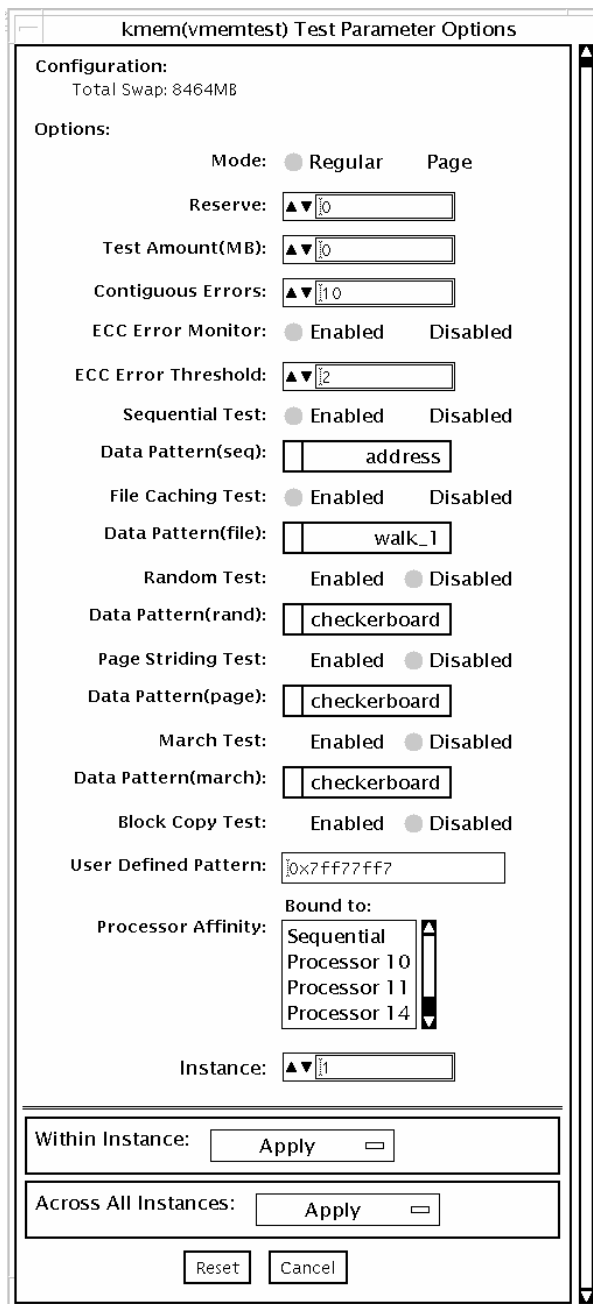 kmem(vmemtest) Test Parameter Options
Configuration:
Total Swap: 8464MB
Options:
Mode: Regular Page
Reserve: 0
Test Amount(MB): 0
Contiguous Errors: 10
ECC Error Monitor: Enabled Disabled
ECC Error Threshold: 2
Sequential Test: Enabled Disabled
Data Pattern(seq): address
File Caching Test: Enabled Disabled
Data Pattern(file): walk_1
Random Test: Enabled Disabled
Data Pattern(rand): checkerboard
Page Striding Test: Enabled Disabled
Data Pattern(page): checkerboard
March Test: Enabled Disabled
Data Pattern(march): checkerboard
Block Copy Test: Enabled Disabled
User Defined Pattern: 0x7ff77ff7
Bound to:
Processor Affinity: Sequential
Processor 10
Processor 11
Processor 14
Instance: 1
Within Instance: Apply
Across All Instances: Apply
Reset Cancel